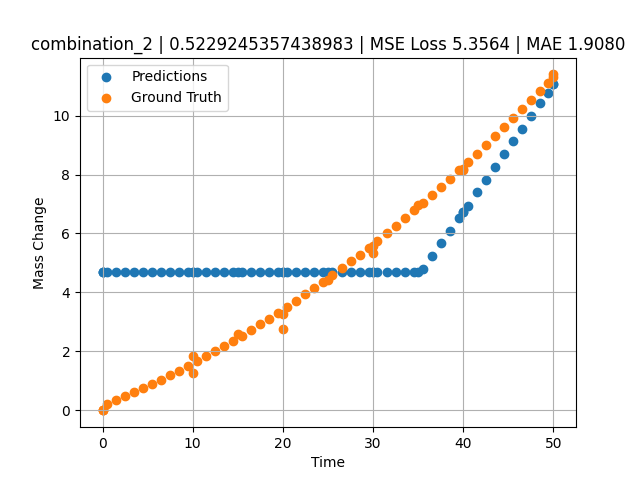 combination_2 | 0.5229245357438983 | MSE Loss 5.3564 | MAE 1.9080
Predictions
Ground Truth
Mass Change
10
8
6
4
2
0
0 10 20 30 40 50
Time